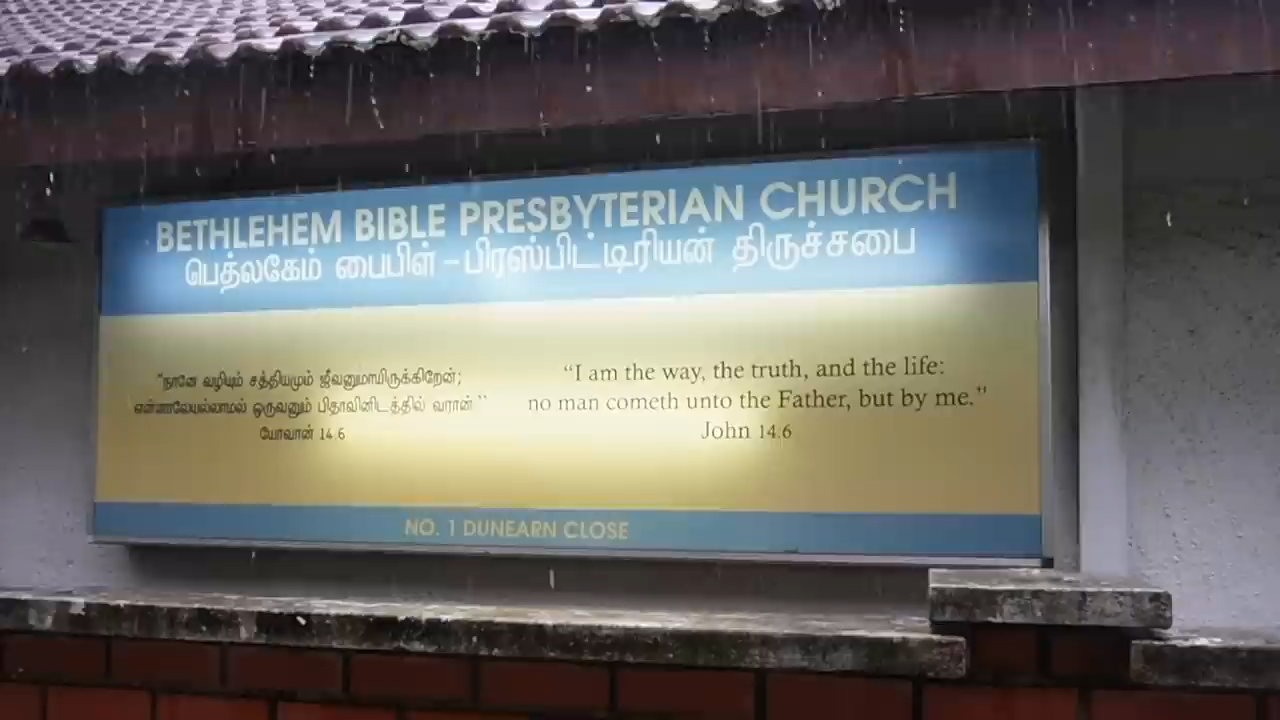 BETHLEHEM BIBLE PRESBYTERIAN CHURCH
பெத்லகேம் பைபிள் - பிரஸ்பிட்டிரியன் திருச்சபை
“நானே வழியும் சத்தியமும் ஜீவனுமாயிருக்கிறேன்;
என்னாலேயல்லாமல் ஒருவனும் பிதாவினிடத்தில் வரான்”
யோவான் 14.6
“I am the way, the truth, and the life:
no man cometh unto the Father, but by me.”
John 14.6
NO. 1 DUNEARN CLOSE